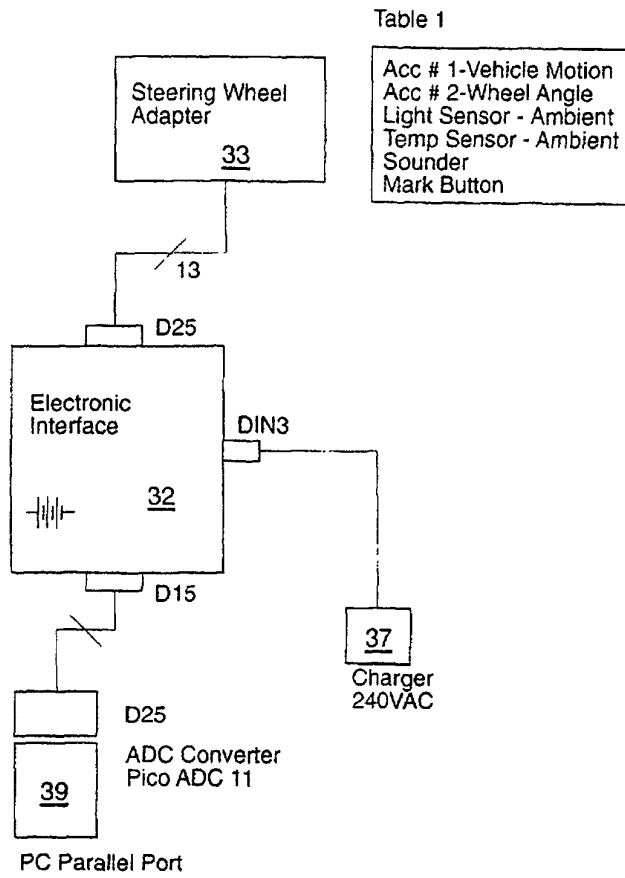 Table 1
Steering Wheel
Adapter
33
Acc # 1-Vehicle Motion
Acc # 2-Wheel Angle
Light Sensor - Ambient
Temp Sensor - Ambient
Sounder
Mark Button
13
D25
Electronic
Interface
32
DIN3
D15
37
Charger
240VAC
D25
ADC Converter
Pico ADC 11
39
PC Parallel Port